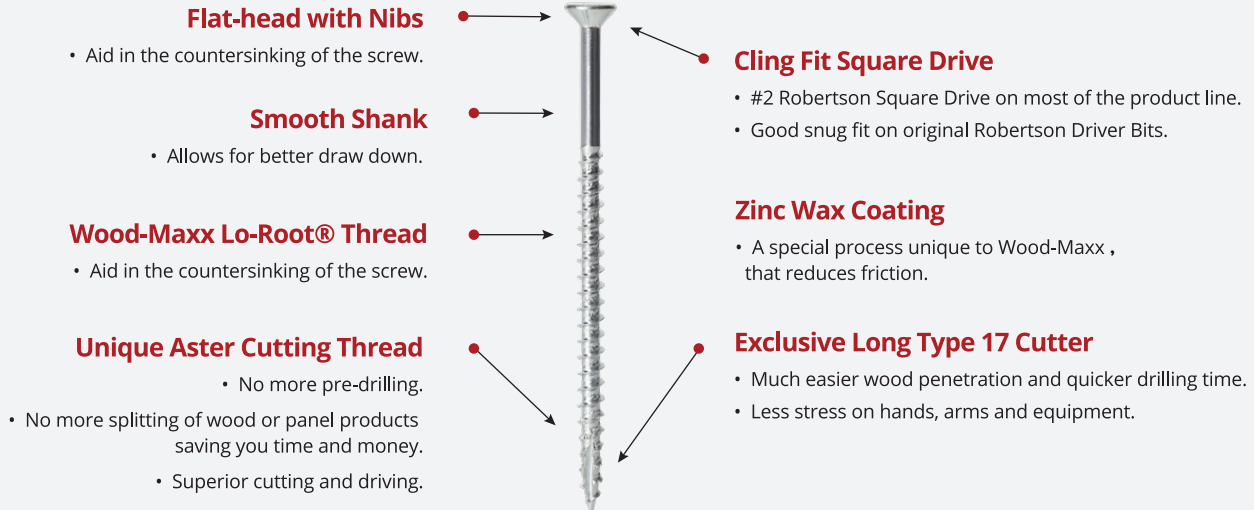 Flat-head with Nibs
• Aid in the countersinking of the screw.
Smooth Shank
• Allows for better draw down.
Wood-Maxx Lo-Root® Thread
• Aid in the countersinking of the screw.
Unique Aster Cutting Thread
• No more pre-drilling.
• No more splitting of wood or panel products
saving you time and money.
• Superior cutting and driving.
Cling Fit Square Drive
• #2 Robertson Square Drive on most of the product line.
• Good snug fit on original Robertson Driver Bits.
Zinc Wax Coating
• A special process unique to Wood-Maxx ,
that reduces friction.
Exclusive Long Type 17 Cutter
• Much easier wood penetration and quicker drilling time.
• Less stress on hands, arms and equipment.